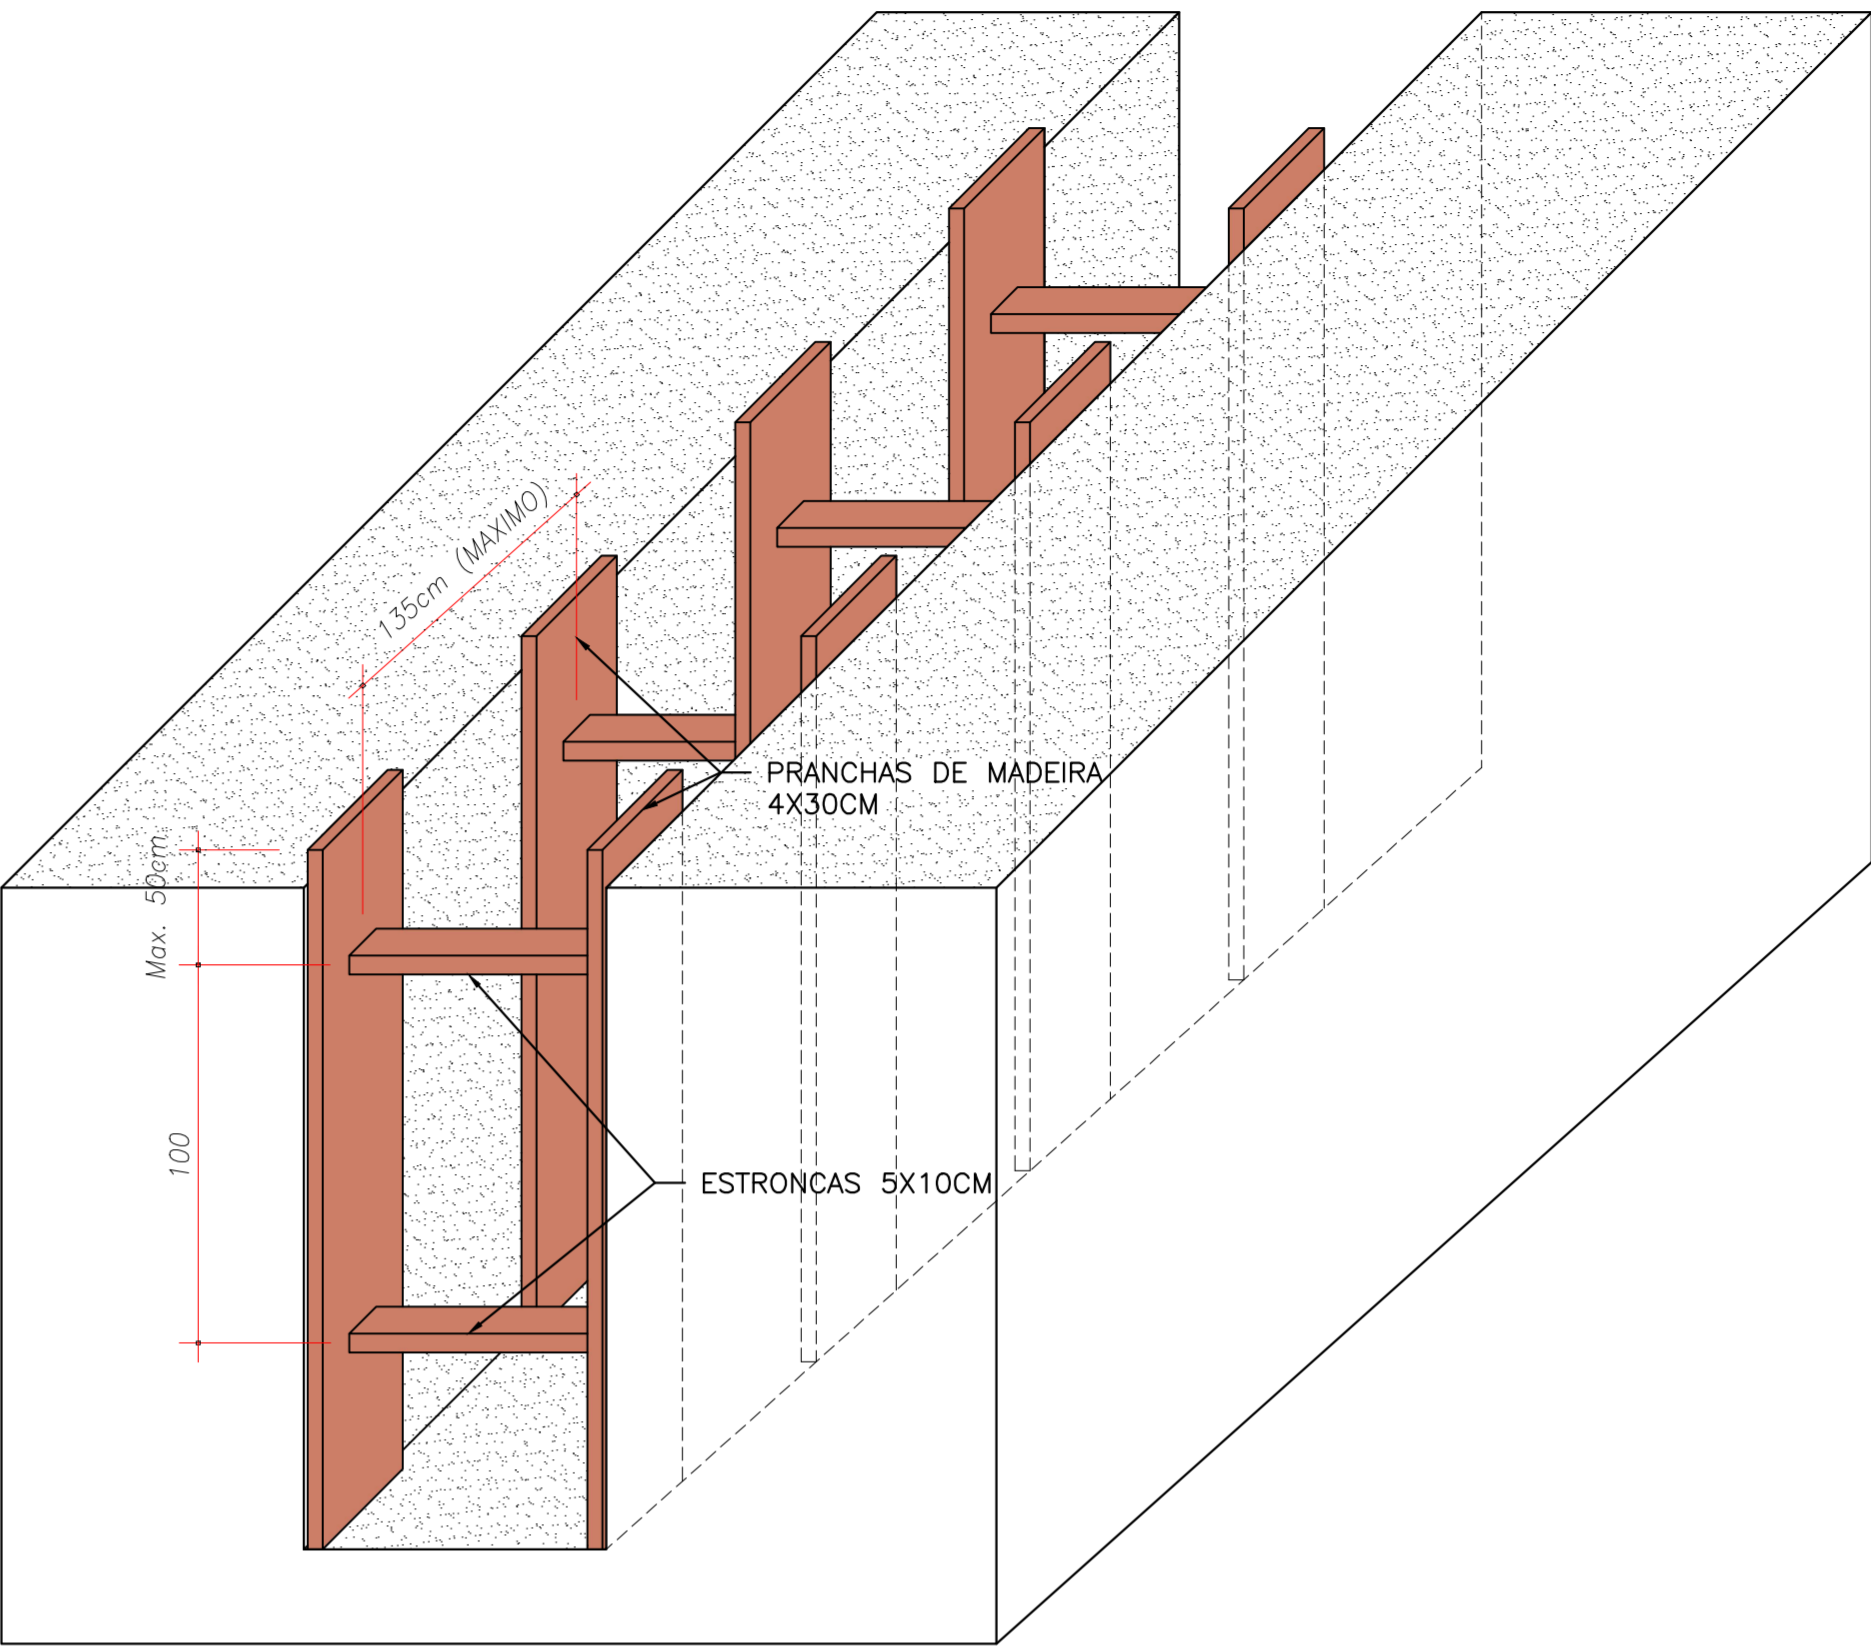 135cm (MAXIMO)
PRANCHAS DE MADEIRA
4X30CM
Max. 50cm
100
ESTRONCAS 5X10CM